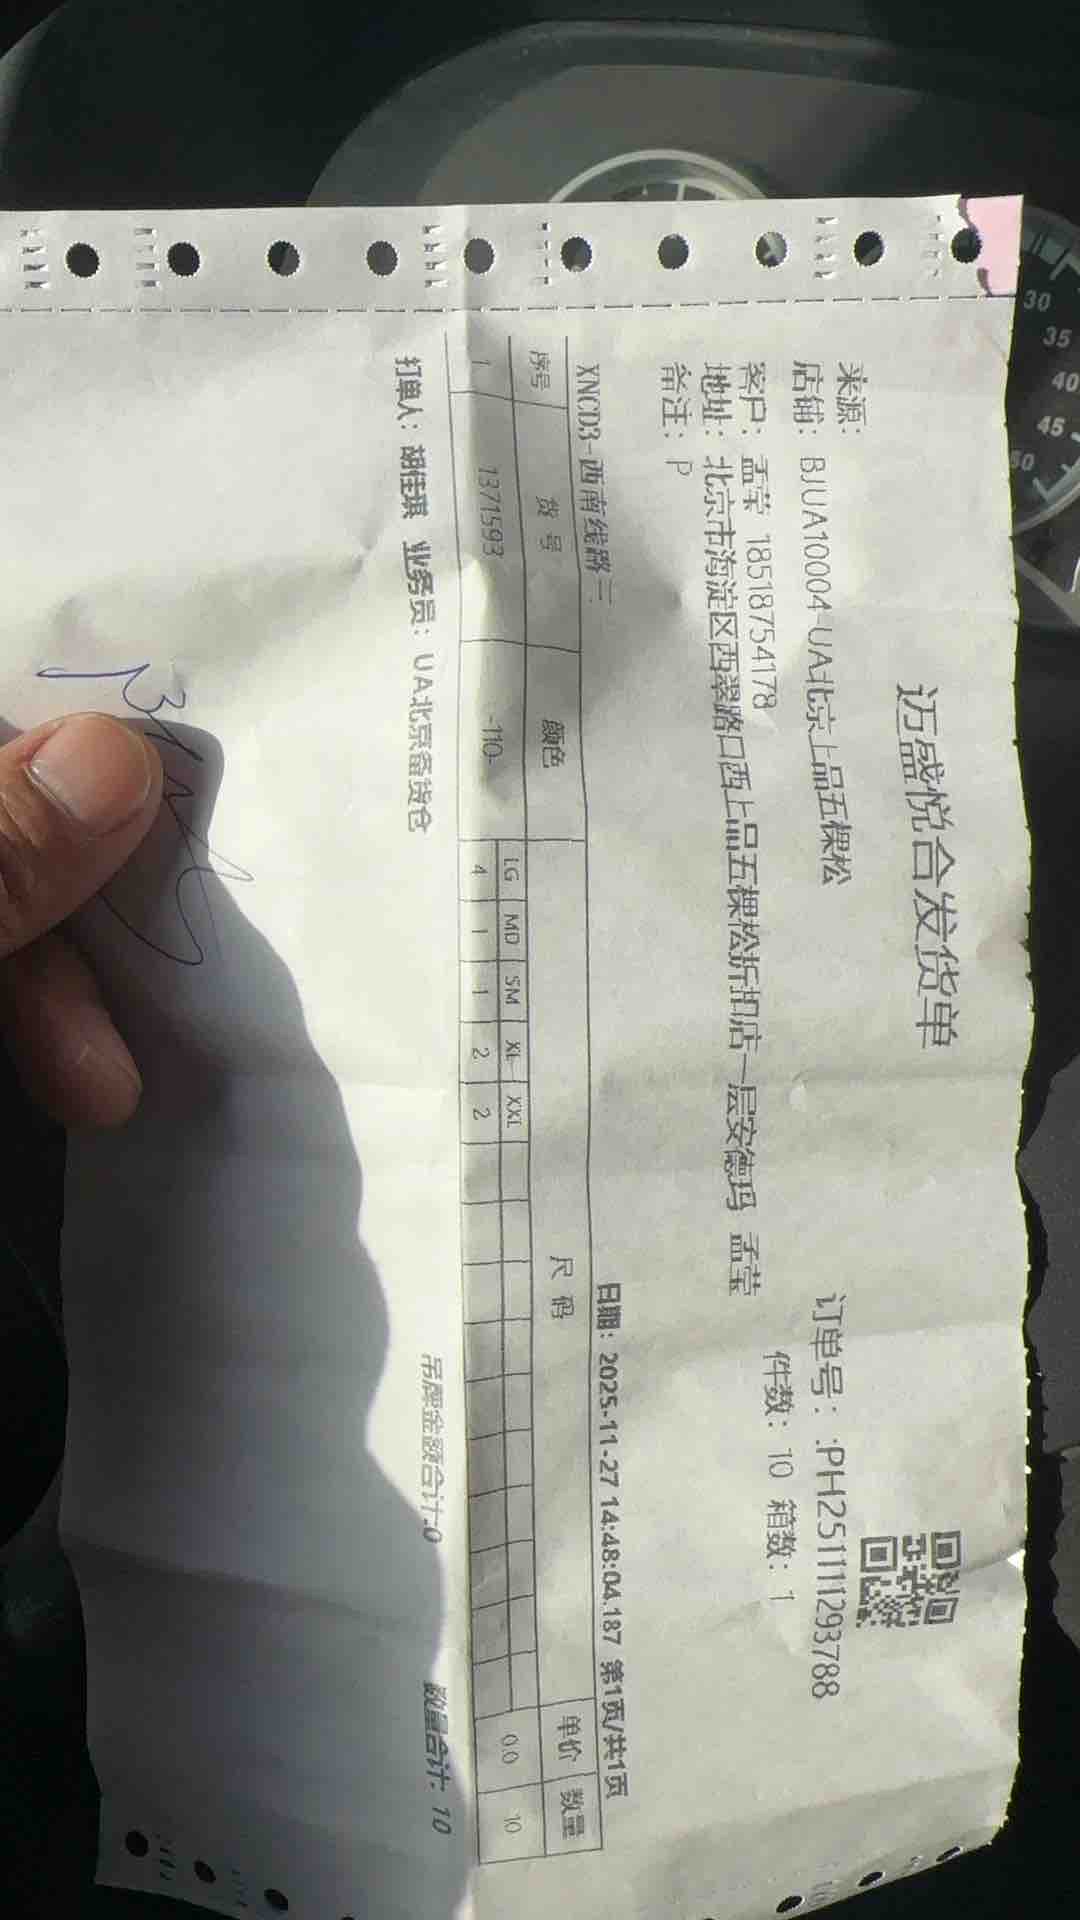 迈盛悦合发货单
来源：
店铺：BJUA10004-UA北京上品五棵松
订单号：:PH251111293788
客户：孟莹 18518754178
件数：10 箱数：1
地址：北京市海淀区西翠路口西上品五棵松折扣店一层安德玛 孟莹
备注：P
XNCD3-西南线路三
日期：2025-11-27 14:48:04.187 第1页/共1页
序号 货号 颜色 尺码 单价 数量
LG MD SM XL XXL
1 1371593 -110- 4 1 1 2 2 0.0 10
打单人：胡佳琪 业务员：UA北京备货仓 吊牌金额合计:0 数量合计：10
30
35
40
45
50